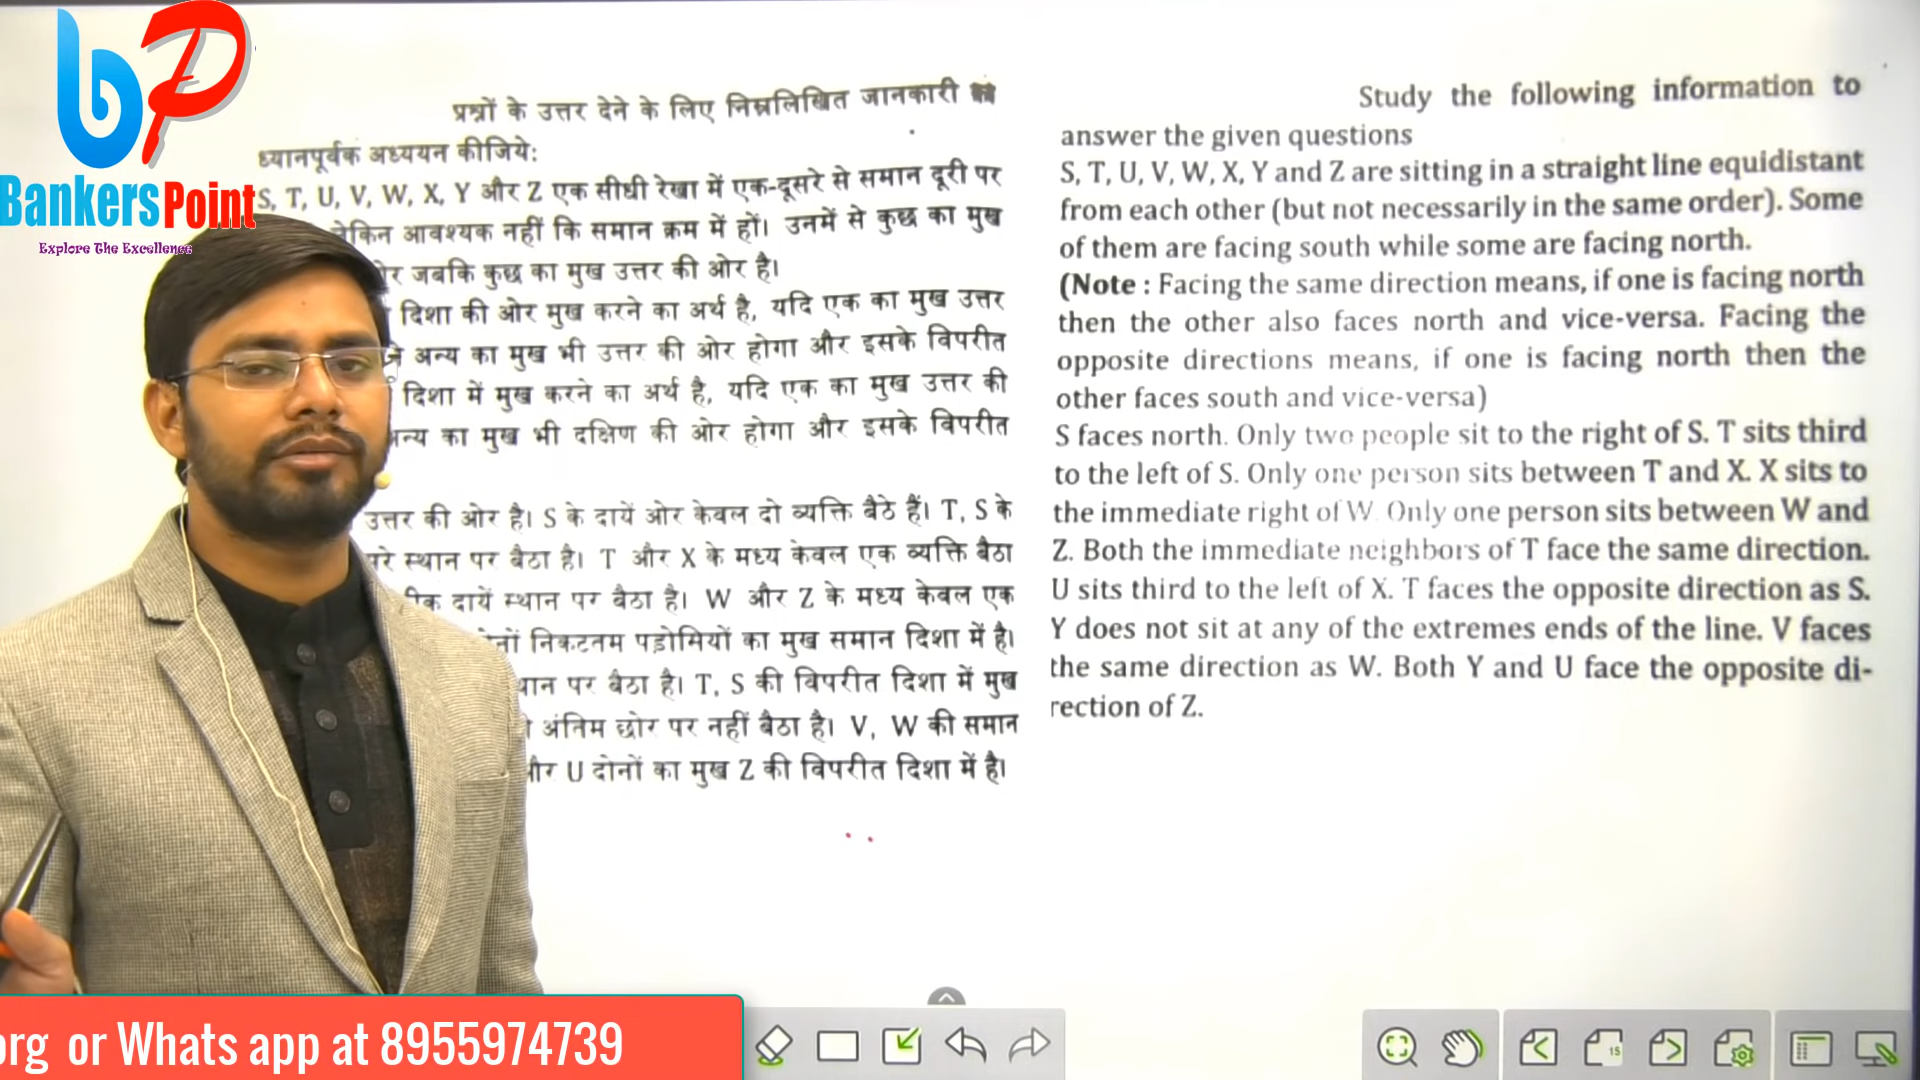 bP
BankersPoint
Explore The Excellence
प्रश्नों के उत्तर देने के लिए निम्नलिखित जानकारी का
ध्यानपूर्वक अध्ययन कीजिये:
S, T, U, V, W, X, Y और Z एक सीधी रेखा में एक-दूसरे से समान दूरी पर
लेकिन आवश्यक नहीं कि समान क्रम में हों। उनमें से कुछ का मुख
जबकि कुछ का मुख उत्तर की ओर है।
दिशा की ओर मुख करने का अर्थ है, यदि एक का मुख उत्तर
अन्य का मुख भी उत्तर की ओर होगा और इसके विपरीत
दिशा में मुख करने का अर्थ है, यदि एक का मुख उत्तर की
अन्य का मुख भी दक्षिण की ओर होगा और इसके विपरीत
उत्तर की ओर है। S के दायें ओर केवल दो व्यक्ति बैठे हैं। T, S के
स्थान पर बैठा है। T और X के मध्य केवल एक व्यक्ति बैठा
दायें स्थान पर बैठा है। W और Z के मध्य केवल एक
निकटतम पड़ोमियों का मुख समान दिशा में है।
पर बैठा है। T, S की विपरीत दिशा में मुख
अंतिम छोर पर नहीं बैठा है। V, W की समान
और U दोनों का मुख Z की विपरीत दिशा में है।
Study the following information to
answer the given questions
S, T, U, V, W, X, Y and Z are sitting in a straight line equidistant
from each other (but not necessarily in the same order). Some
of them are facing south while some are facing north.
(Note : Facing the same direction means, if one is facing north
then the other also faces north and vice-versa. Facing the
opposite directions means, if one is facing north then the
other faces south and vice-versa)
S faces north. Only two people sit to the right of S. T sits third
to the left of S. Only one person sits between T and X. X sits to
the immediate right of W. Only one person sits between W and
Z. Both the immediate neighbors of T face the same direction.
U sits third to the left of X. T faces the opposite direction as S.
Y does not sit at any of the extremes ends of the line. V faces
the same direction as W. Both Y and U face the opposite di-
rection of Z.
org or Whats app at 8955974739
15